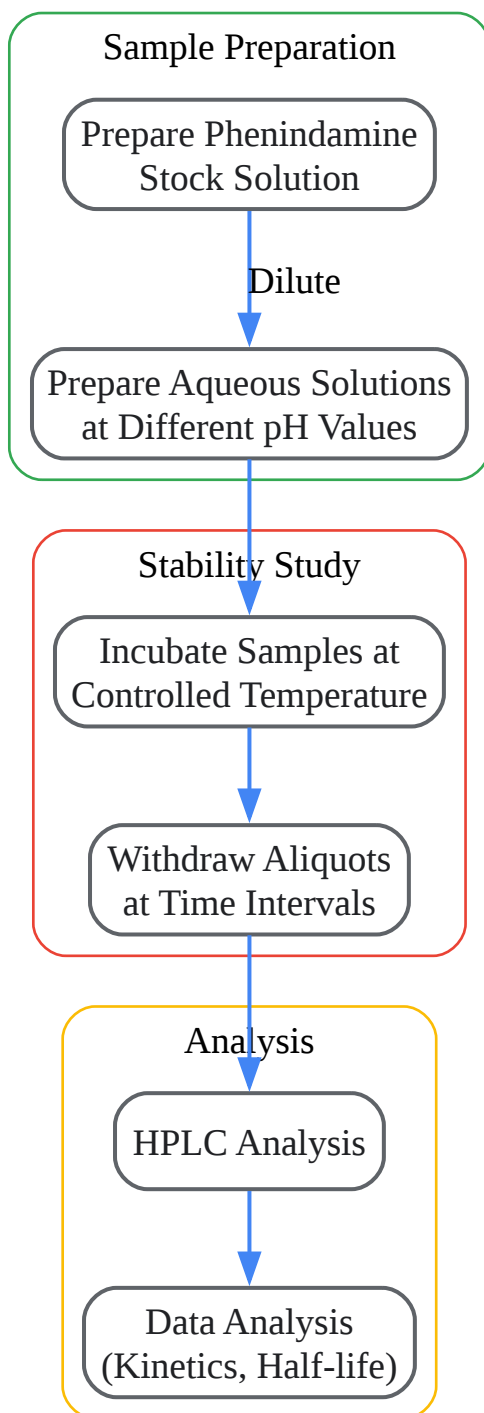 Sample Preparation
Prepare Phenindamine
Stock Solution
Dilute
Prepare Aqueous Solutions
at Different pH Values
Stability Study
Incubate Samples at
Controlled Temperature
Withdraw Aliquots
at Time Intervals
Analysis
HPLC Analysis
Data Analysis
(Kinetics, Half-life)